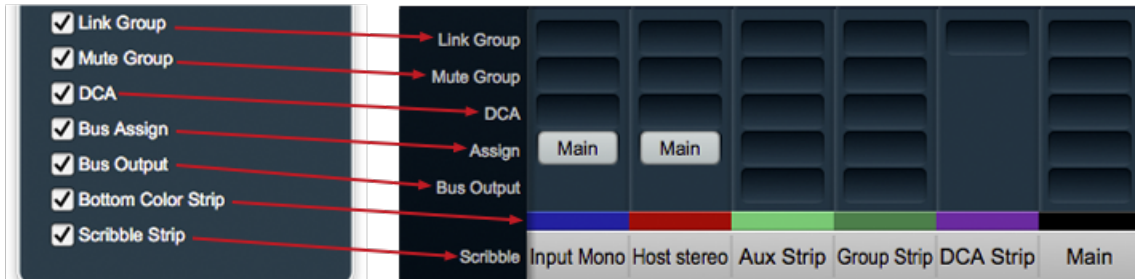 Link Group
Mute Group
DCA
Bus Assign
Bus Output
Bottom Color Strip
Scribble Strip
Link Group
Mute Group
DCA
Assign Main Main
Bus Output
Scribble Input Mono Host stereo Aux Strip Group Strip DCA Strip Main